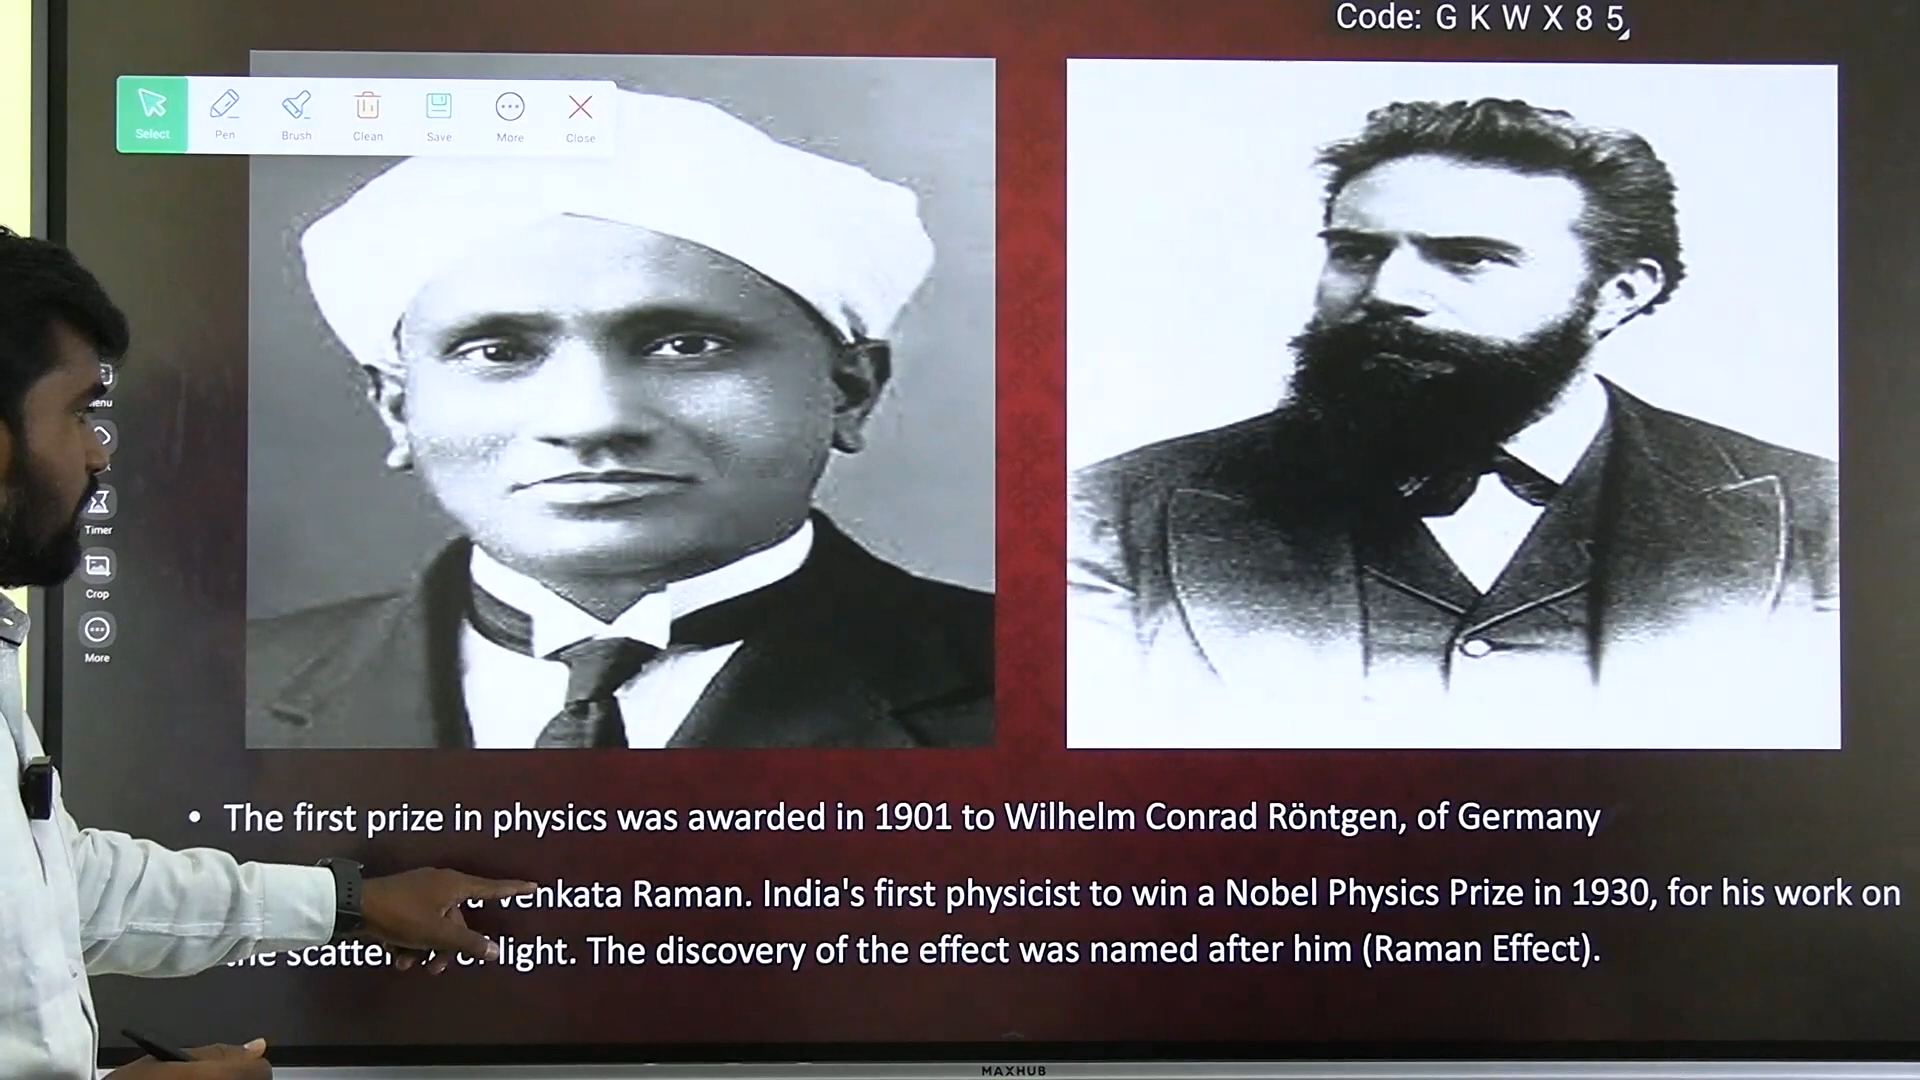 Code: G K W X 8 5
Select Pen Brush Clean Save More Close
Timer
Crop
More
• The first prize in physics was awarded in 1901 to Wilhelm Conrad Röntgen, of Germany
Raman. India's first physicist to win a Nobel Physics Prize in 1930, for his work on
light. The discovery of the effect was named after him (Raman Effect).
MAXHUB